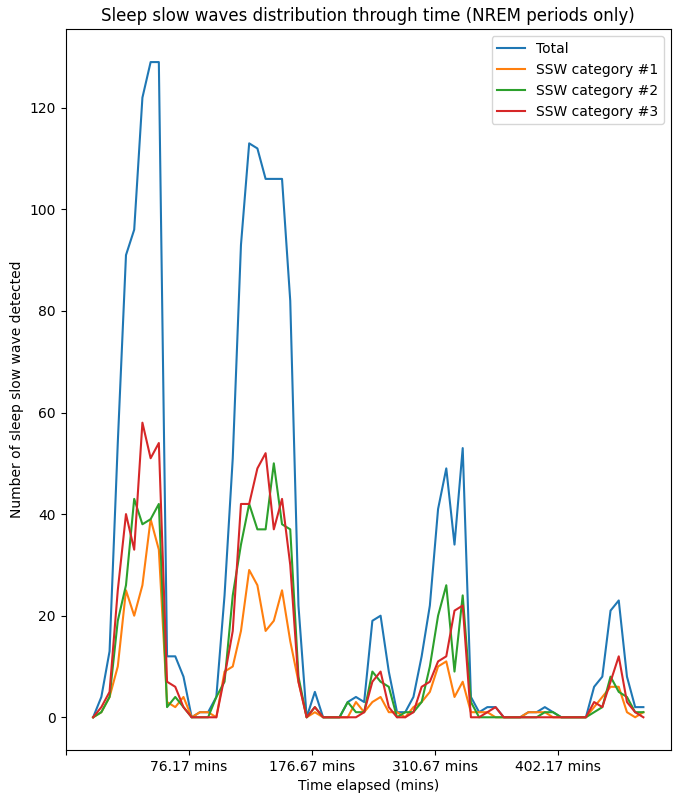 Sleep slow waves distribution through time (NREM periods only)
Total
SSW category #1
SSW category #2
SSW category #3
120
100
80
60
40
20
0
Number of sleep slow wave detected
76.17 mins
176.67 mins
310.67 mins
402.17 mins
Time elapsed (mins)